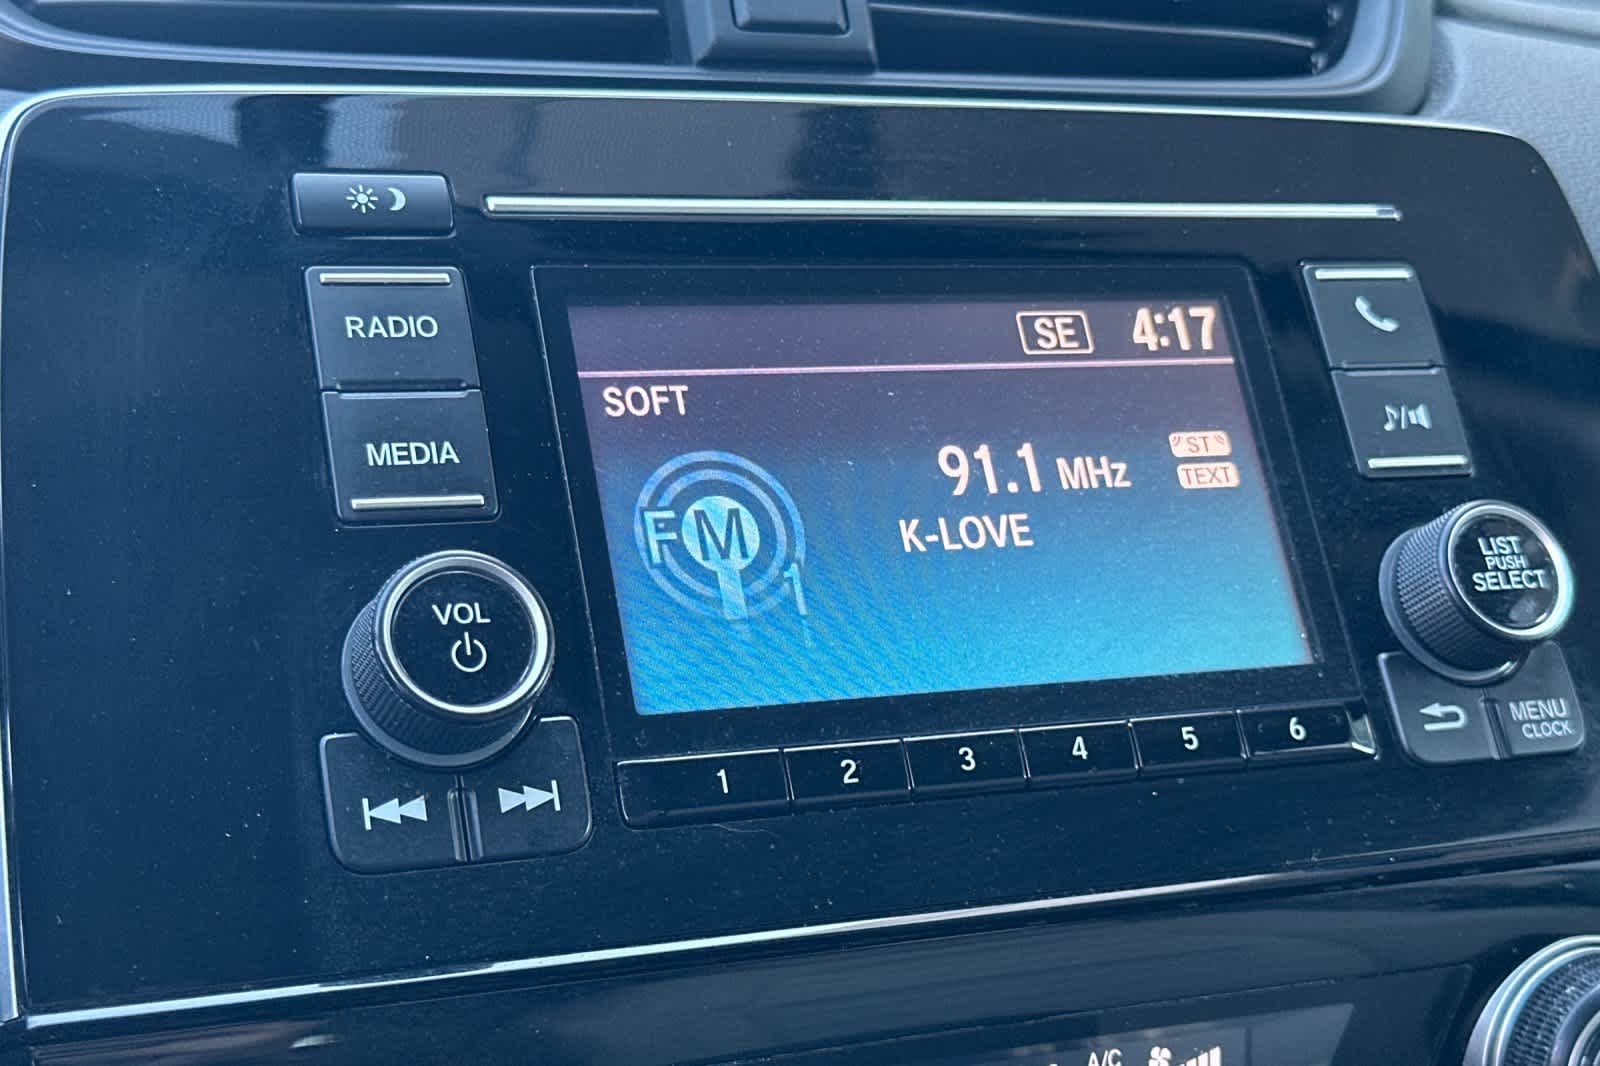 RADIO
MEDIA
VOL
SE 4:17
SOFT
91.1 MHz
ST
TEXT
K-LOVE
FM
1
LIST
PUSH
SELECT
MENU
CLOCK
1 2 3 4 5 6
A/C